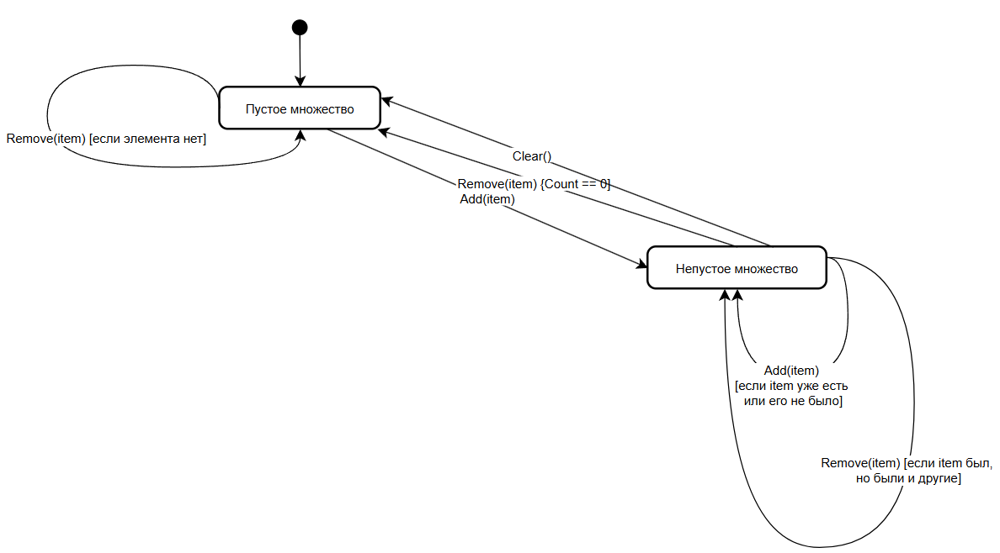 Пустое множество
Remove(item) [если элемента нет]
Clear()
Remove(item) {Count == 0]
Add(item)
Непустое множество
Add(item)
[если item уже есть
или его не было]
Remove(item) [если item был,
но были и другие]